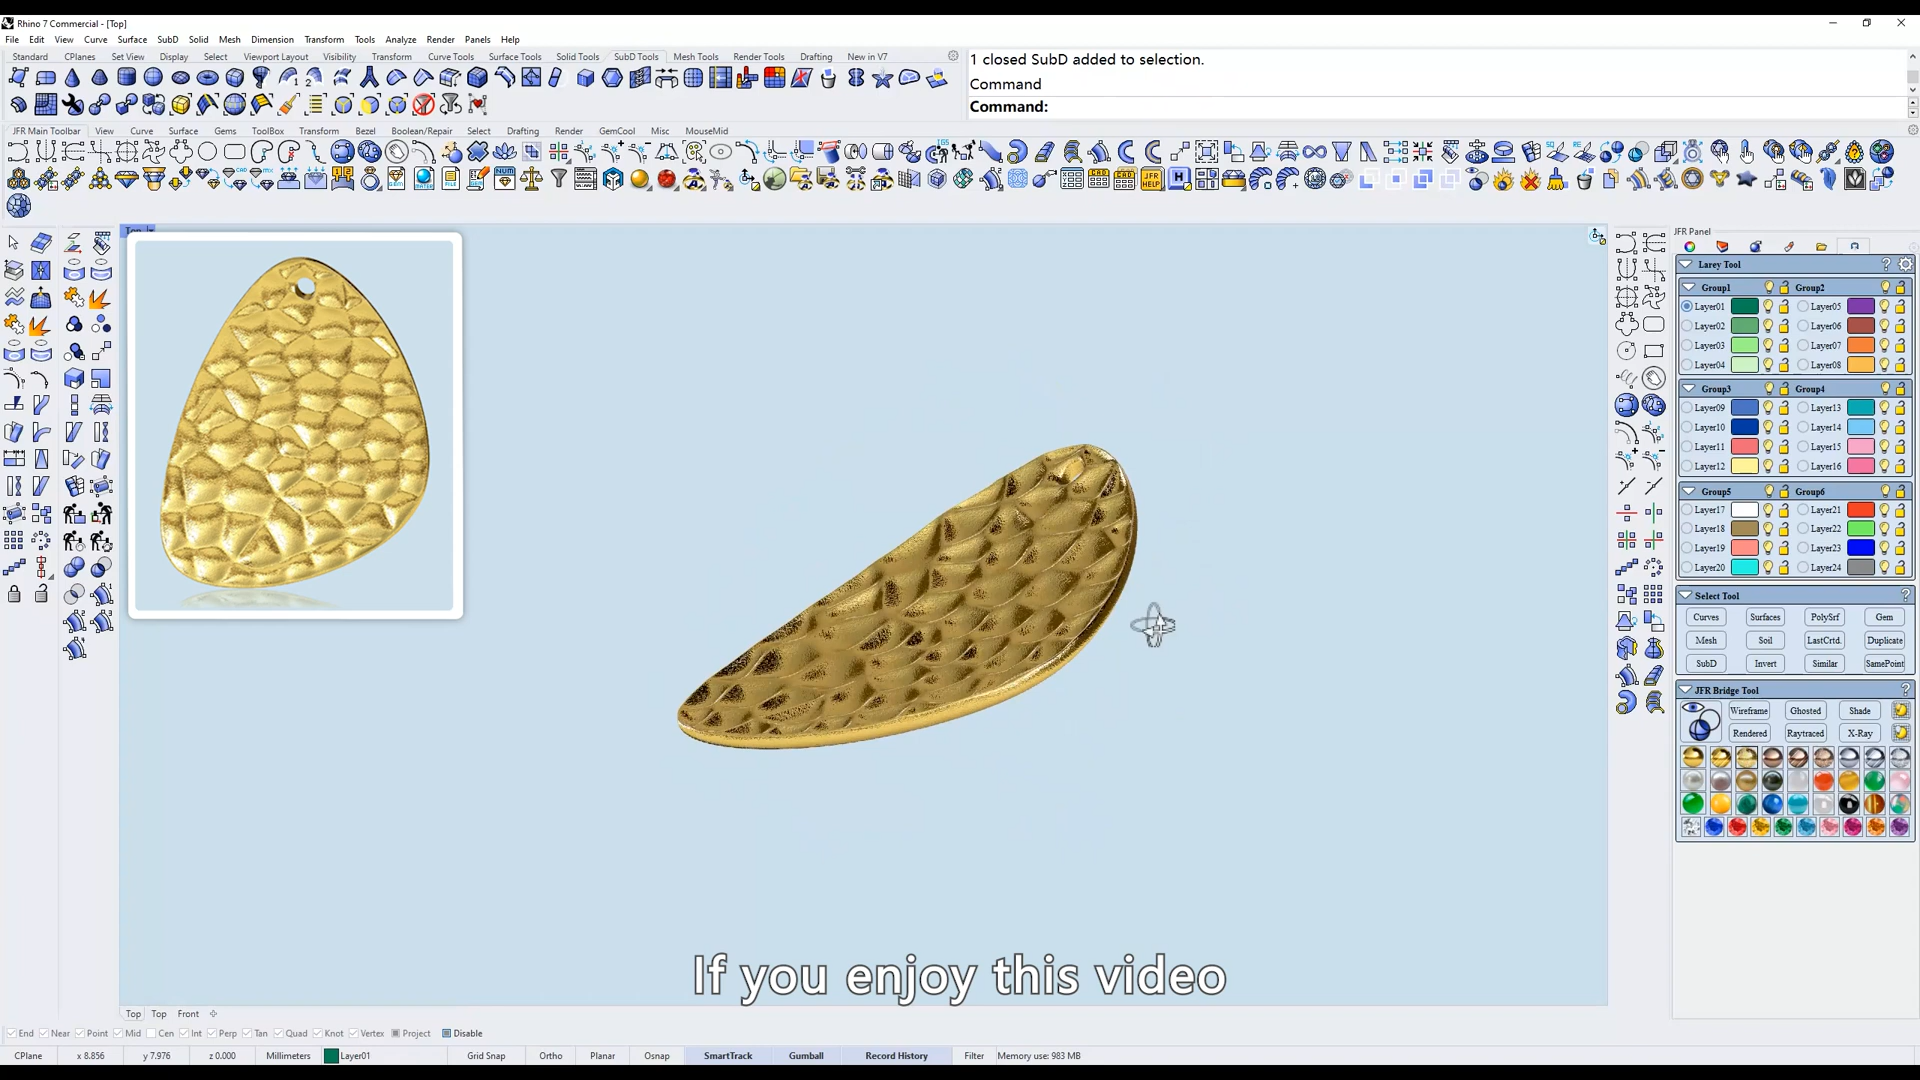 Rhino 7 Commercial - [Top]
File Edit View Curve Surface SubD Solid Mesh Dimension Transform Tools Analyze Render Panels Help
Standard CPlanes Set View Display Select Viewport Layout Visibility Transform Curve Tools Surface Tools Solid Tools SubD Tools Mesh Tools Render Tools Drafting New in V7
1 closed SubD added to selection.
Command
Command:
JFR Main Toolbar View Curve Surface Gems ToolBox Transform Bezel Boolean/Repair Select Drafting Render GemCool Misc MouseMid
Top
JFR Panel
Larey Tool ?
Group1 Group2
Layer01 Layer05
Layer02 Layer06
Layer03 Layer07
Layer04 Layer08
Group3 Group4
Layer09 Layer13
Layer10 Layer14
Layer11 Layer15
Layer12 Layer16
Group5 Group6
Layer17 Layer21
Layer18 Layer22
Layer19 Layer23
Layer20 Layer24
Select Tool ?
Curves Surfaces PolySrf Gem
Mesh Soil LastCrtd. Duplicate
SubD Invert Similar SamePoint
JFR Bridge Tool ?
Wireframe Ghosted Shade
Rendered Raytraced X-Ray
If you enjoy this video
Top Top Front
End Near Point Mid Cen Int Perp Tan Quad Knot Vertex Project Disable
CPlane x 8.856 y 7.976 z 0.000 Millimeters Layer01 Grid Snap Ortho Planar Osnap SmartTrack Gumball Record History Filter Memory use: 983 MB